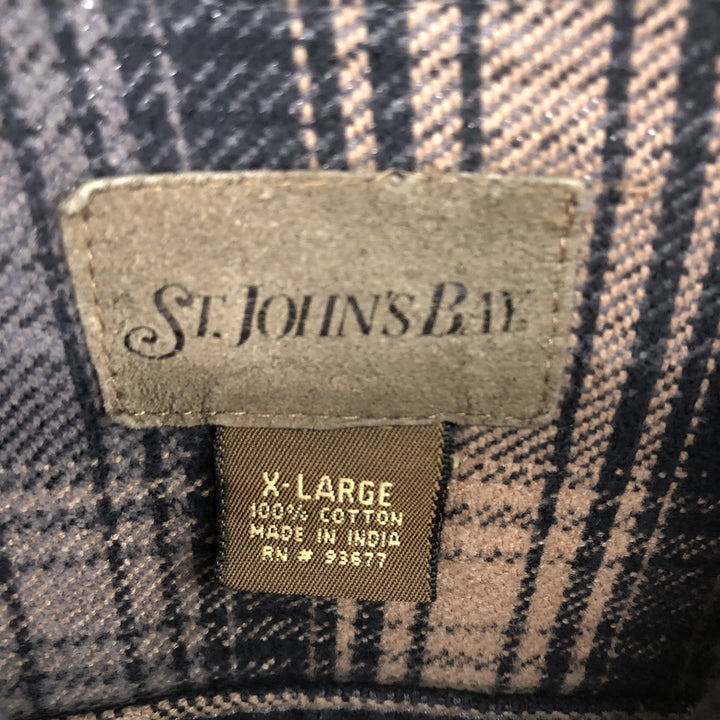 ST. JOHN'S BAY
X-LARGE
100% COTTON
MADE IN INDIA
RN # 93677